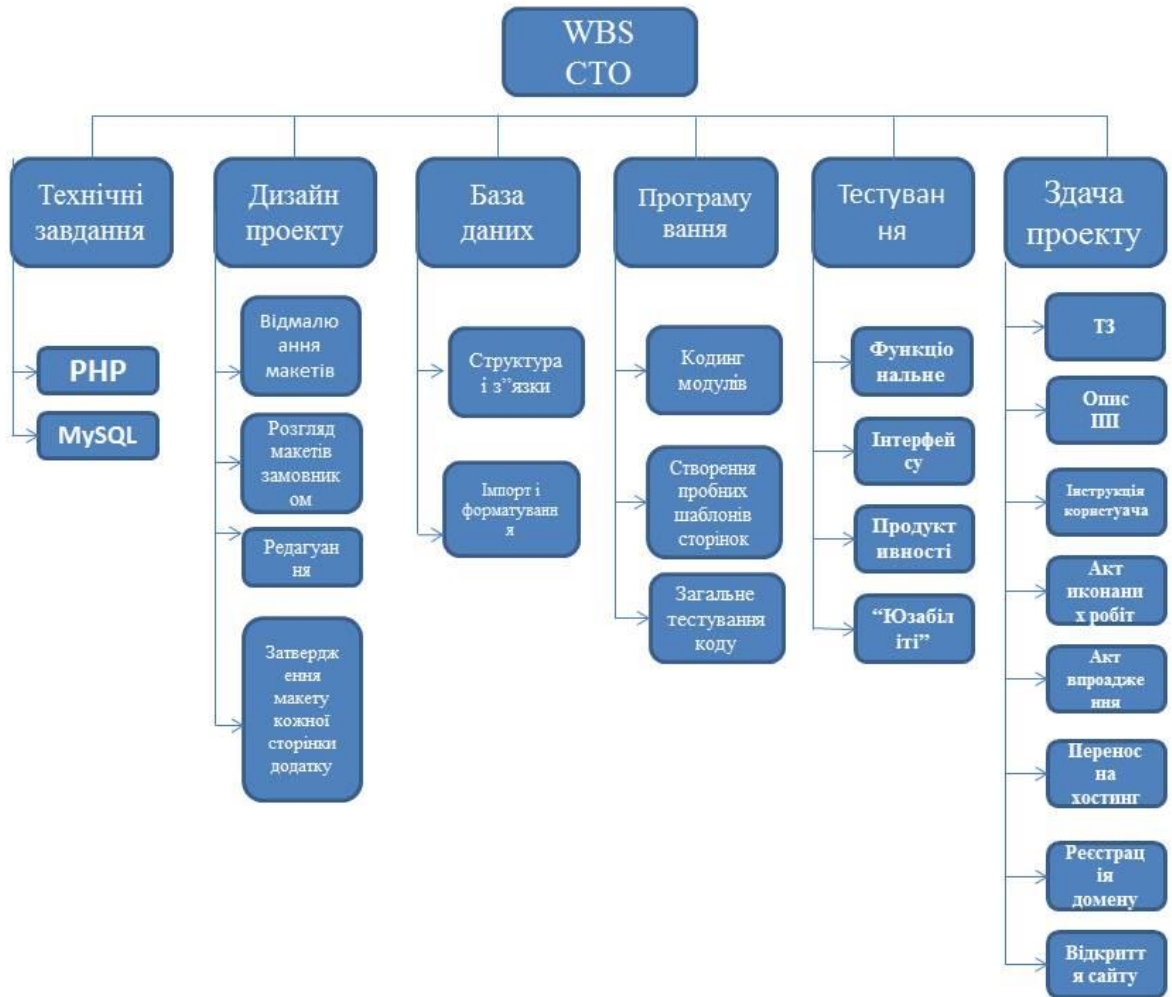 WBS
СТО
Технічні
завдання
Дизайн
проекту
База
даних
Програму
вання
Тестуван
ня
Здача
проекту
PHP
MySQL
Відмалю
ання
макетів
Розгляд
макетів
замовник
ом
Редагуан
ня
Затвердж
ення
макету
кожної
сторінки
додатку
Структура
і з”язки
Імпорт і
форматуванн
я
Кодинг
модулів
Створення
пробних
шаблонів
сторінок
Загальне
тестування
коду
Функціо
нальне
Інтерфей
су
Продукт
ивності
“Юзабіл
іті”
ТЗ
Опис
ПП
Інструкція
користуача
Акт
иконани
х робіт
Акт
впроадже
ння
Перенос
на
хостинг
Реєстрац
ія
домену
Відкритт
я сайту